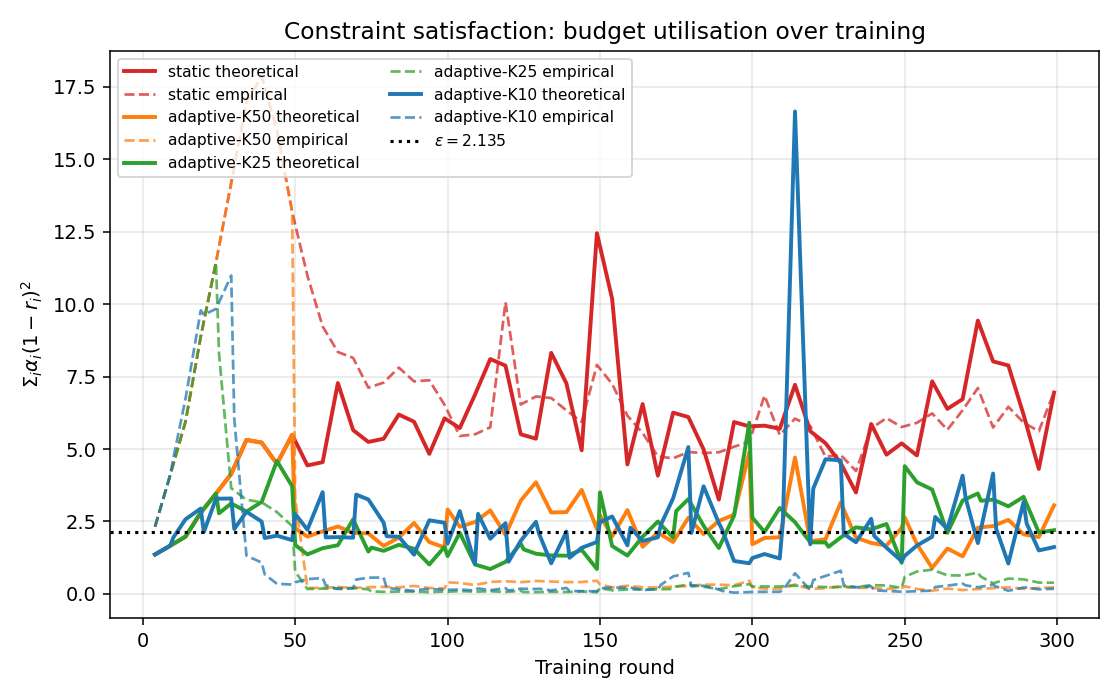 Constraint satisfaction: budget utilisation over training
static theoretical
static empirical
adaptive-K50 theoretical
adaptive-K50 empirical
adaptive-K25 theoretical
adaptive-K25 empirical
adaptive-K10 theoretical
adaptive-K10 empirical
ε = 2.135
17.5
15.0
12.5
10.0
7.5
5.0
2.5
0.0
Σᵢαᵢ(1 − rᵢ)²
0 50 100 150 200 250 300
Training round